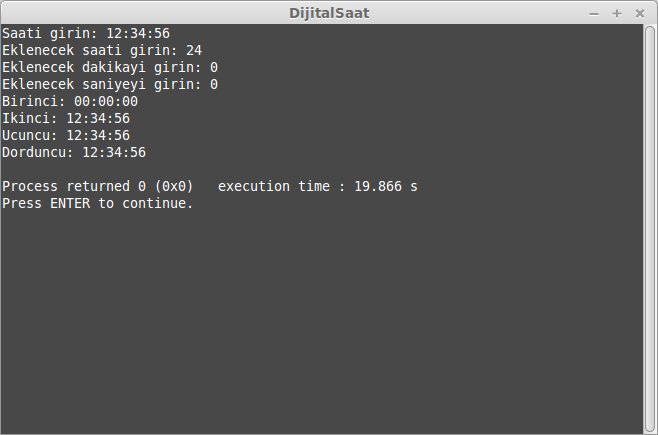 DijitalSaat
Saati girin: 12:34:56
Eklenecek saati girin: 24
Eklenecek dakikayi girin: 0
Eklenecek saniyeyi girin: 0
Birinci: 00:00:00
Ikinci: 12:34:56
Ucuncu: 12:34:56
Dorduncu: 12:34:56
Process returned 0 (0x0)   execution time : 19.866 s
Press ENTER to continue.